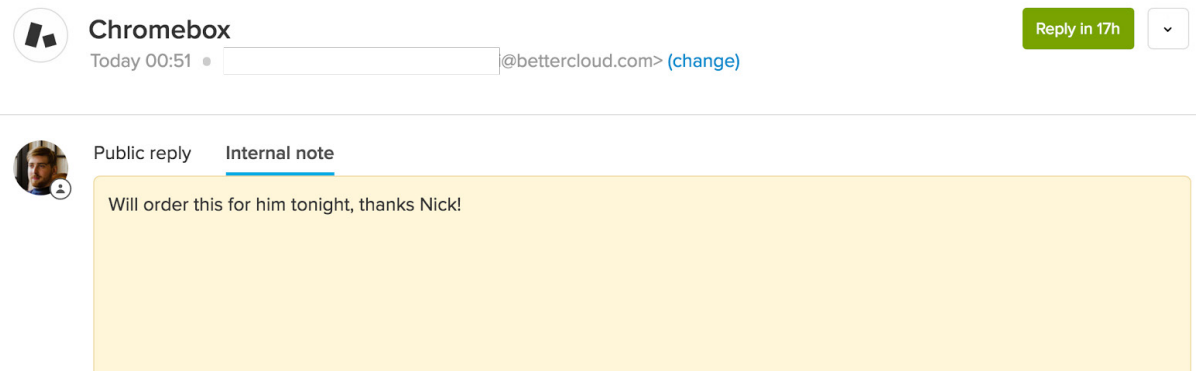 Chromebox
Reply in 17h
Today 00:51 • @bettercloud.com> (change)
Public reply Internal note
Will order this for him tonight, thanks Nick!